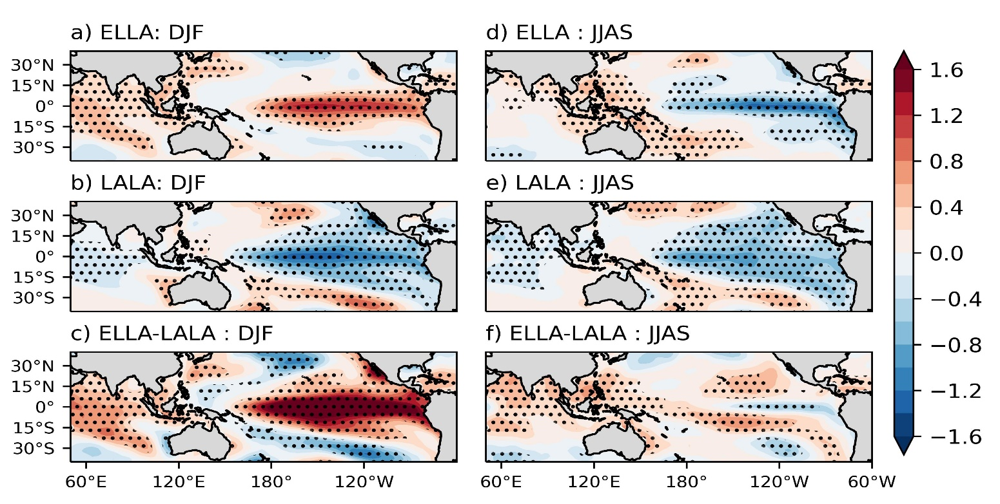 a) ELLA: DJF
30°N
15°N
0°
15°S
30°S
b) LALA: DJF
30°N
15°N
0°
15°S
30°S
c) ELLA-LALA : DJF
30°N
15°N
0°
15°S
30°S
60°E 120°E 180° 120°W
d) ELLA : JJAS
e) LALA : JJAS
f) ELLA-LALA : JJAS
60°E 120°E 180° 120°W 60°W
1.6
1.2
0.8
0.4
0.0
−0.4
−0.8
−1.2
−1.6